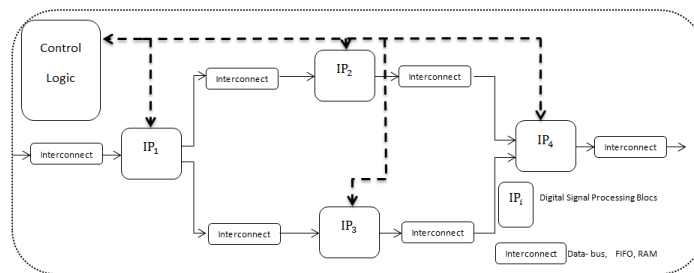 Control
Logic
IP2
Interconnect
Interconnect
Interconnect
IP1
IP4
Interconnect
IPi
Digital Signal Processing Blocs
Interconnect
IP3
Interconnect
Interconnect
Data- bus, FIFO, RAM